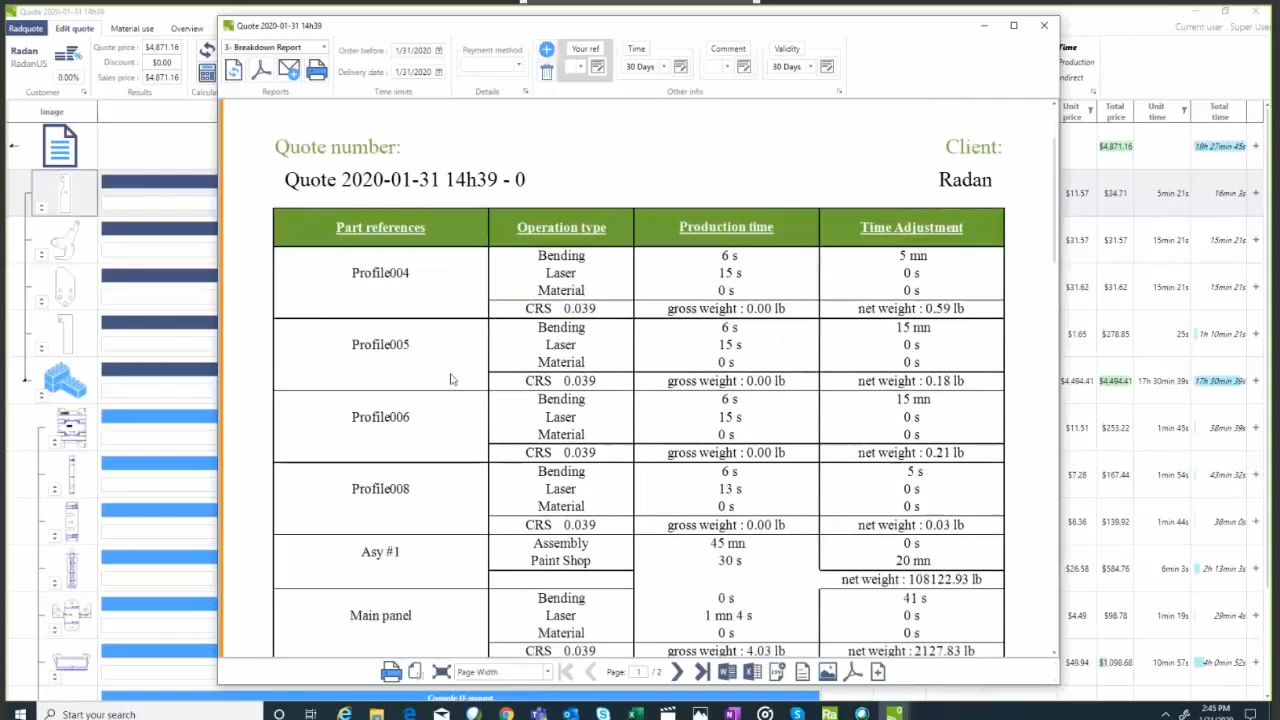 Quote 2020-01-31 14h39
Radquote
Edit quote
Material use
Overview
Current user
Super Use
Radan
RadanUS
0.00%
Customer
Quote price : $4,871.16
Discount : $0.00
Sales price : $4,871.16
Results
Calcula
Quote 2020-01-31 14h39
3- Breakdown Report
Reports
Order before : 1/31/2020
Delivery date : 1/31/2020
Time limits
Payment method
Details
Your ref
Time
30 Days
Comment
Validity
30 Days
Other info
Time
Production
Indirect
Image
Unit price
Total price
Unit time
Total time
$4,871.16 19h 27min 45s
$11.57 $34.71 5min 21s 16min 3s
$31.57 $31.57 15min 21s 15min 21s
$31.62 $31.62 15min 21s 15min 21s
$1.65 $278.85 25s 1h 10min 21s
$4,494.41 $4,494.41 17h 30min 39s 17h 30min 39s
$11.51 $253.22 1min 45s 38min 39s
$7.28 $167.44 1min 54s 43min 32s
$6.36 $139.92 1min 44s 38min 0s
$26.58 $584.76 6min 3s 2h 13min 3s
$4.49 $98.78 1min 19s 29min 4s
$49.94 $1,098.68 10min 57s 4h 0min 52s
Quote number:
Client:
Quote 2020-01-31 14h39 - 0
Radan
Part references Operation type Production time Time Adjustment
Bending 6 s 5 mn
Profile004 Laser 15 s 0 s
Material 0 s 0 s
CRS 0.039 gross weight : 0.00 lb net weight : 0.59 lb
Bending 6 s 15 mn
Profile005 Laser 15 s 0 s
Material 0 s 0 s
CRS 0.039 gross weight : 0.00 lb net weight : 0.18 lb
Bending 6 s 15 mn
Profile006 Laser 15 s 0 s
Material 0 s 0 s
CRS 0.039 gross weight : 0.00 lb net weight : 0.21 lb
Bending 6 s 5 s
Profile008 Laser 13 s 0 s
Material 0 s 0 s
CRS 0.039 gross weight : 0.00 lb net weight : 0.03 lb
Assembly 45 mn 0 s
Asy #1
Paint Shop 30 s 20 mn
net weight : 108122.93 lb
Bending 0 s 41 s
Main panel Laser 1 mn 4 s 0 s
Material 0 s 0 s
CRS 0.039 gross weight : 4.03 lb net weight : 2127.83 lb
Page Width
Page: 1 / 2
Console U-mount
Start your search
2:45 PM
1/31/2020